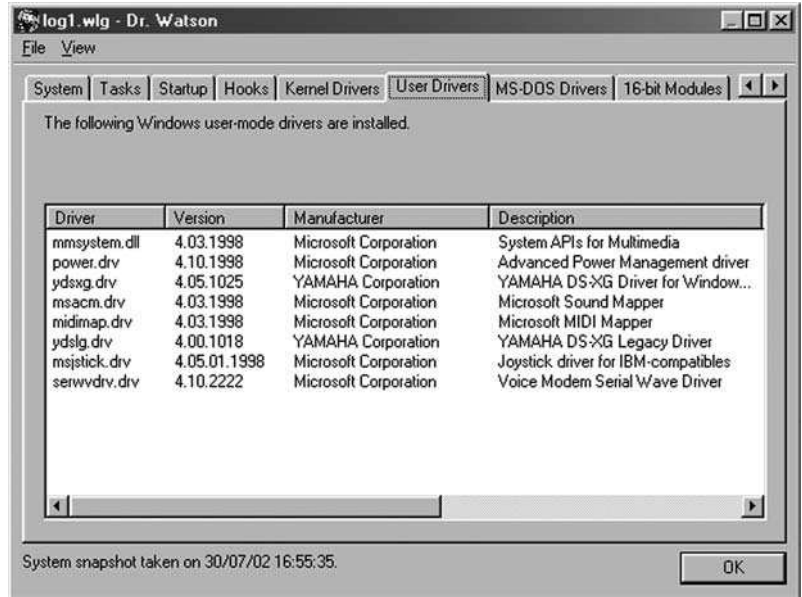 log1.wlg - Dr. Watson
File View
System Tasks Startup Hooks Kernel Drivers User Drivers MS-DOS Drivers 16-bit Modules
The following Windows user-mode drivers are installed.
Driver Version Manufacturer Description
mmsystem.dll 4.03.1998 Microsoft Corporation System APIs for Multimedia
power.drv 4.10.1998 Microsoft Corporation Advanced Power Management driver
ydsxg.drv 4.05.1025 YAMAHA Corporation YAMAHA DS-XG Driver for Window...
msacm.drv 4.03.1998 Microsoft Corporation Microsoft Sound Mapper
midimap.drv 4.03.1998 Microsoft Corporation Microsoft MIDI Mapper
ydslg.drv 4.00.1018 YAMAHA Corporation YAMAHA DS-XG Legacy Driver
msjstick.drv 4.05.01.1998 Microsoft Corporation Joystick driver for IBM-compatibles
serwvdrv.drv 4.10.2222 Microsoft Corporation Voice Modem Serial Wave Driver
System snapshot taken on 30/07/02 16:55:35.
OK